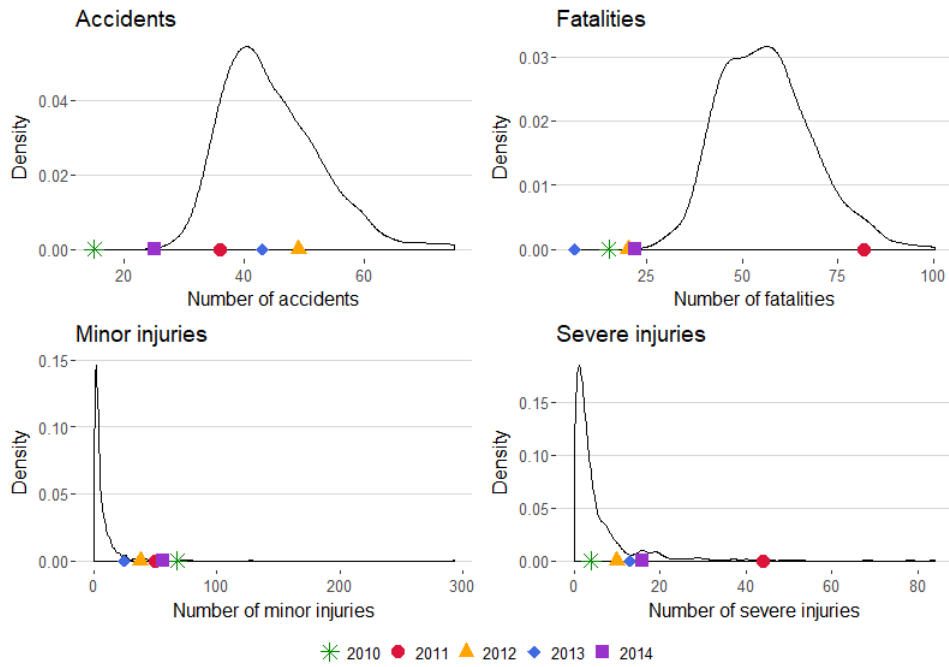 Accidents
Density
0.04
0.02
0.00
20 40 60
Number of accidents
Fatalities
Density
0.03
0.02
0.01
0.00
25 50 75 100
Number of fatalities
Minor injuries
Density
0.15
0.10
0.05
0.00
0 100 200 300
Number of minor injuries
Severe injuries
Density
0.15
0.10
0.05
0.00
0 20 40 60 80
Number of severe injuries
2010 2011 2012 2013 2014